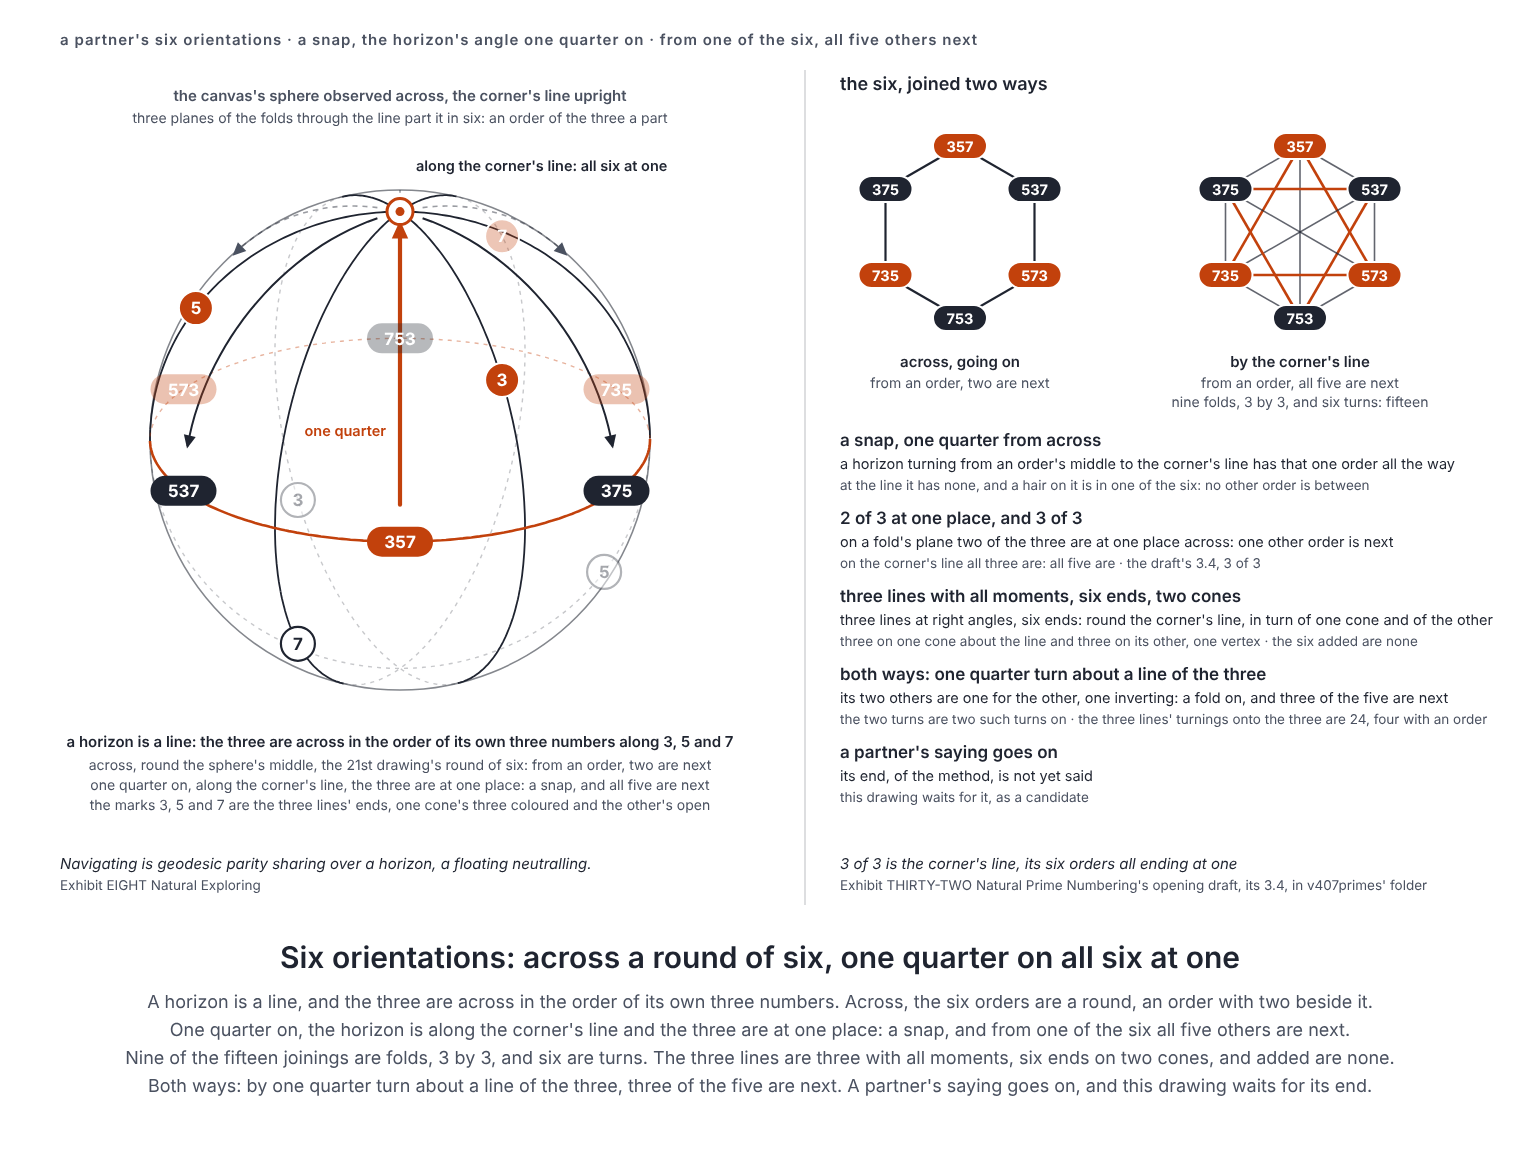 a partner's six orientations · a snap, the horizon's angle one quarter on · from one of the six, all five others next
the canvas's sphere observed across, the corner's line upright
three planes of the folds through the line part it in six: an order of the three a part
along the corner's line: all six at one
7
5
753
3
573
735
one quarter
537
375
3
357
5
7
a horizon is a line: the three are across in the order of its own three numbers along 3, 5 and 7
across, round the sphere's middle, the 21st drawing's round of six: from an order, two are next
one quarter on, along the corner's line, the three are at one place: a snap, and all five are next
the marks 3, 5 and 7 are the three lines' ends, one cone's three coloured and the other's open
Navigating is geodesic parity sharing over a horizon, a floating neutralling.
Exhibit EIGHT Natural Exploring
the six, joined two ways
357
375
537
735
573
753
across, going on
from an order, two are next
357
375
537
735
573
753
by the corner's line
from an order, all five are next
nine folds, 3 by 3, and six turns: fifteen
a snap, one quarter from across
a horizon turning from an order's middle to the corner's line has that one order all the way
at the line it has none, and a hair on it is in one of the six: no other order is between
2 of 3 at one place, and 3 of 3
on a fold's plane two of the three are at one place across: one other order is next
on the corner's line all three are: all five are · the draft's 3.4, 3 of 3
three lines with all moments, six ends, two cones
three lines at right angles, six ends: round the corner's line, in turn of one cone and of the other
three on one cone about the line and three on its other, one vertex · the six added are none
both ways: one quarter turn about a line of the three
its two others are one for the other, one inverting: a fold on, and three of the five are next
the two turns are two such turns on · the three lines' turnings onto the three are 24, four with an order
a partner's saying goes on
its end, of the method, is not yet said
this drawing waits for it, as a candidate
3 of 3 is the corner's line, its six orders all ending at one
Exhibit THIRTY-TWO Natural Prime Numbering's opening draft, its 3.4, in v407primes' folder
Six orientations: across a round of six, one quarter on all six at one
A horizon is a line, and the three are across in the order of its own three numbers. Across, the six orders are a round, an order with two beside it.
One quarter on, the horizon is along the corner's line and the three are at one place: a snap, and from one of the six all five others are next.
Nine of the fifteen joinings are folds, 3 by 3, and six are turns. The three lines are three with all moments, six ends on two cones, and added are none.
Both ways: by one quarter turn about a line of the three, three of the five are next. A partner's saying goes on, and this drawing waits for its end.